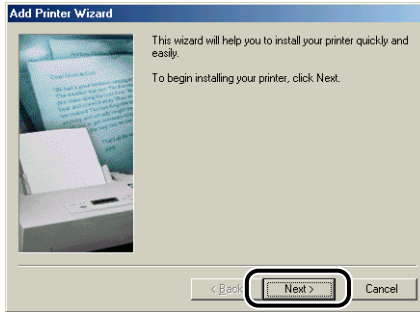 Add Printer Wizard
This wizard will help you to install your printer quickly and
easily.
To begin installing your printer, click Next.
< Back
Next >
Cancel